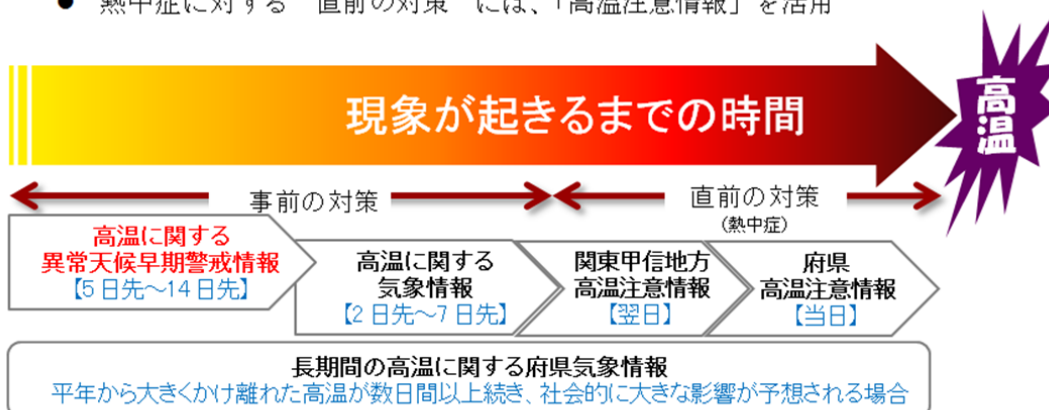 ● 熱中症に対する“直前の対策”には、「高温注意情報」を活用
現象が起きるまでの時間
高温
事前の対策
直前の対策
(熱中症)
高温に関する
異常天候早期警戒情報
【5日先～14日先】
高温に関する
気象情報
【2日先～7日先】
関東甲信地方
高温注意情報
【翌日】
府県
高温注意情報
【当日】
長期間の高温に関する府県気象情報
平年から大きくかけ離れた高温が数日間以上続き、社会的に大きな影響が予想される場合